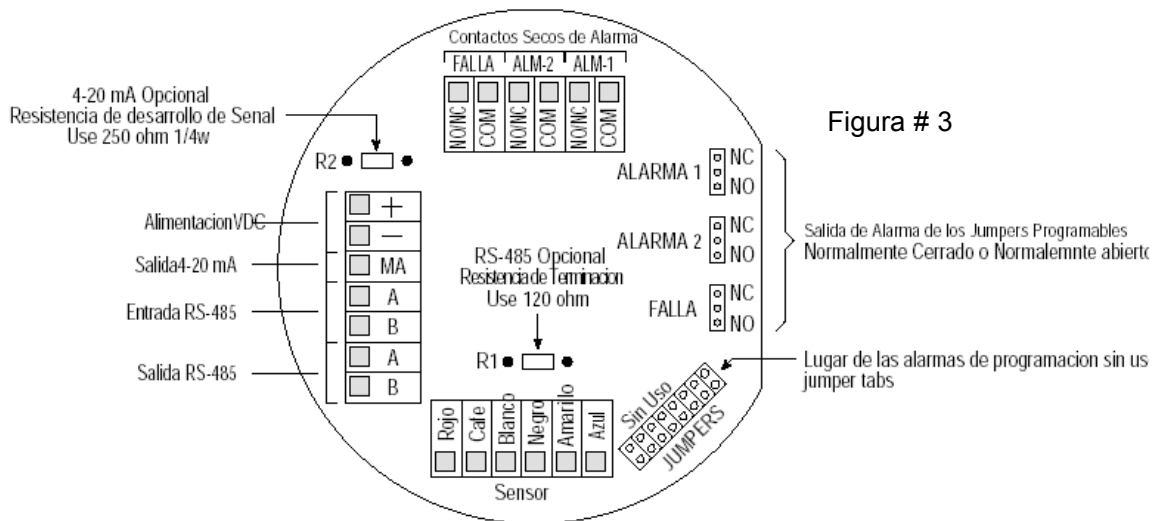 Contactos Secos de Alarma
FALLA ALM-2 ALM-1
NO/NC COM NO/NC COM NO/NC COM
4-20 mA Opcional
Resistencia de desarrollo de Senal
Use 250 ohm 1/4w
R2
Figura # 3
ALARMA 1 NC
NO
ALARMA 2 NC
NO
FALLA NC
NO
Salida de Alarma de los Jumpers Programables
Normalmente Cerrado o Normalemnte abierto
AlimentacionVDC
+
−
Salida4-20 mA
MA
Entrada RS-485
A
B
Salida RS-485
A
B
RS-485 Opcional
Resistencia de Terminacion
Use 120 ohm
R1
Lugar de las alarmas de programacion sin us
jumper tabs
Sin Uso
JUMPERS
Rojo Cafe Blanco Negro Amarillo Azul
Sensor